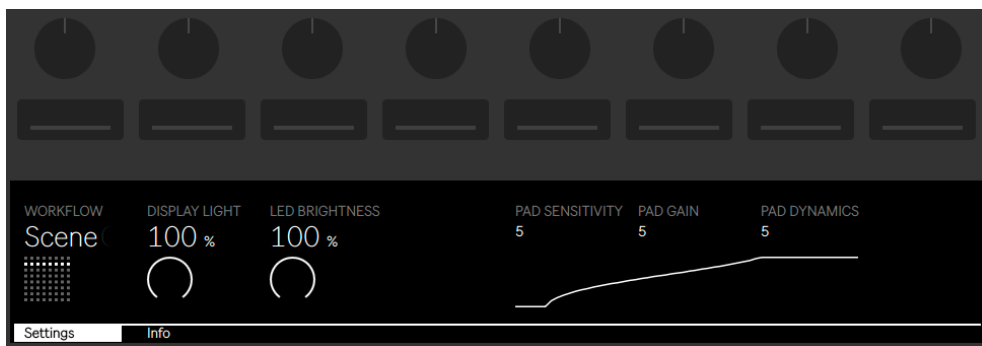 WORKFLOW DISPLAY LIGHT LED BRIGHTNESS PAD SENSITIVITY PAD GAIN PAD DYNAMICS
Scene 100 % 100 % 5 5 5
Settings Info